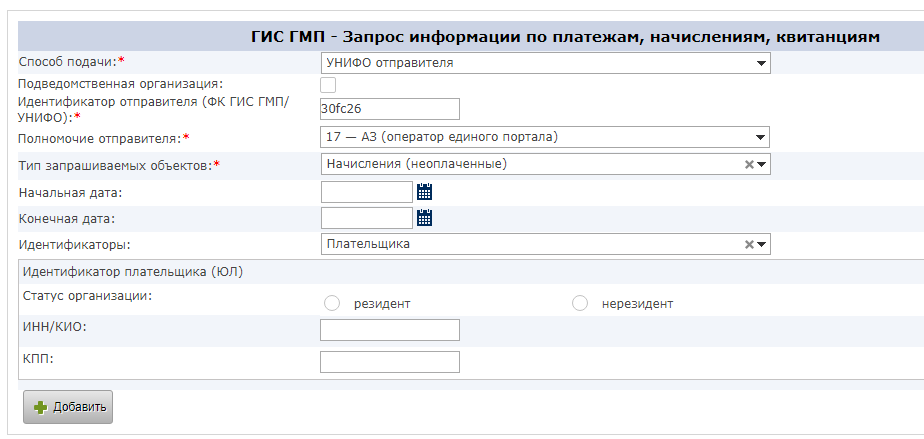 ГИС ГМП - Запрос информации по платежам, начислениям, квитанциям
Способ подачи:* УНИФО отправителя
Подведомственная организация:
Идентификатор отправителя (ФК ГИС ГМП/
УНИФО):* 30fc26
Полномочие отправителя:* 17 — АЗ (оператор единого портала)
Тип запрашиваемых объектов:* Начисления (неоплаченные)
Начальная дата:
Конечная дата:
Идентификаторы: Плательщика
Идентификатор плательщика (ЮЛ)
Статус организации: резидент нерезидент
ИНН/КИО:
КПП:
Добавить